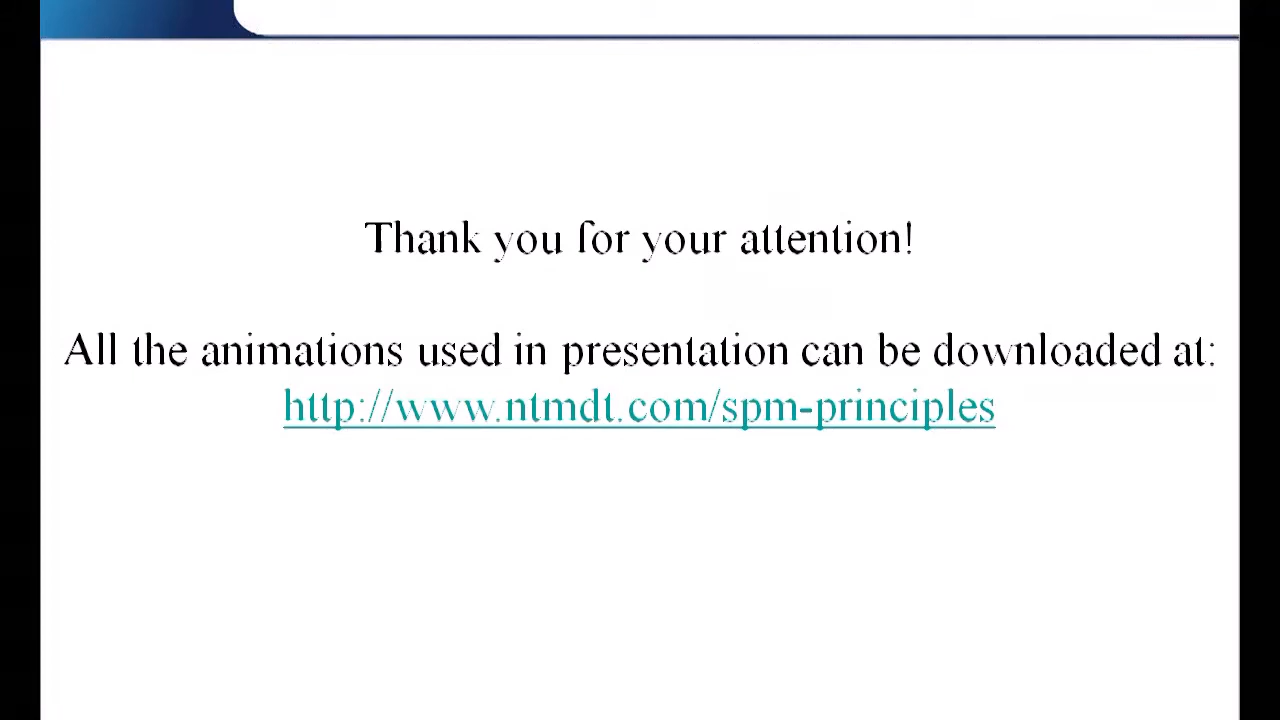 Thank you for your attention!
All the animations used in presentation can be downloaded at:
http://www.ntmdt.com/spm-principles